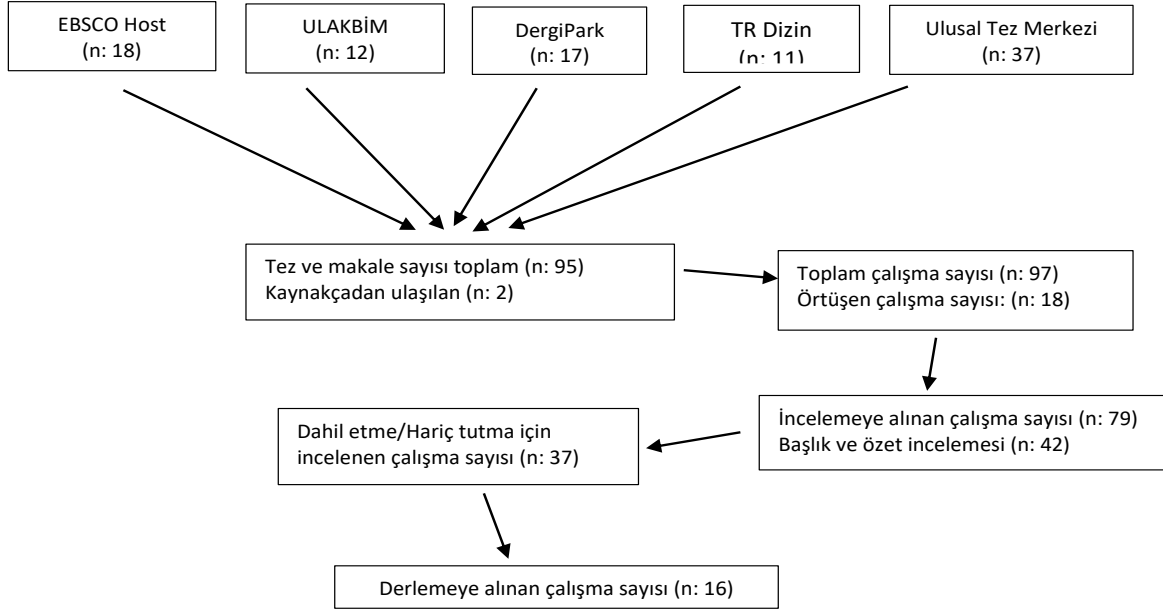 EBSCO Host
(n: 18)
ULAKBİM
(n: 12)
DergiPark
(n: 17)
TR Dizin
(n: 11)
Ulusal Tez Merkezi
(n: 37)
Tez ve makale sayısı toplam (n: 95)
Kaynakçadan ulaşılan (n: 2)
Toplam çalışma sayısı (n: 97)
Örtüşen çalışma sayısı: (n: 18)
İncelemeye alınan çalışma sayısı (n: 79)
Başlık ve özet incelemesi (n: 42)
Dahil etme/Hariç tutma için
incelenen çalışma sayısı (n: 37)
Derlemeye alınan çalışma sayısı (n: 16)